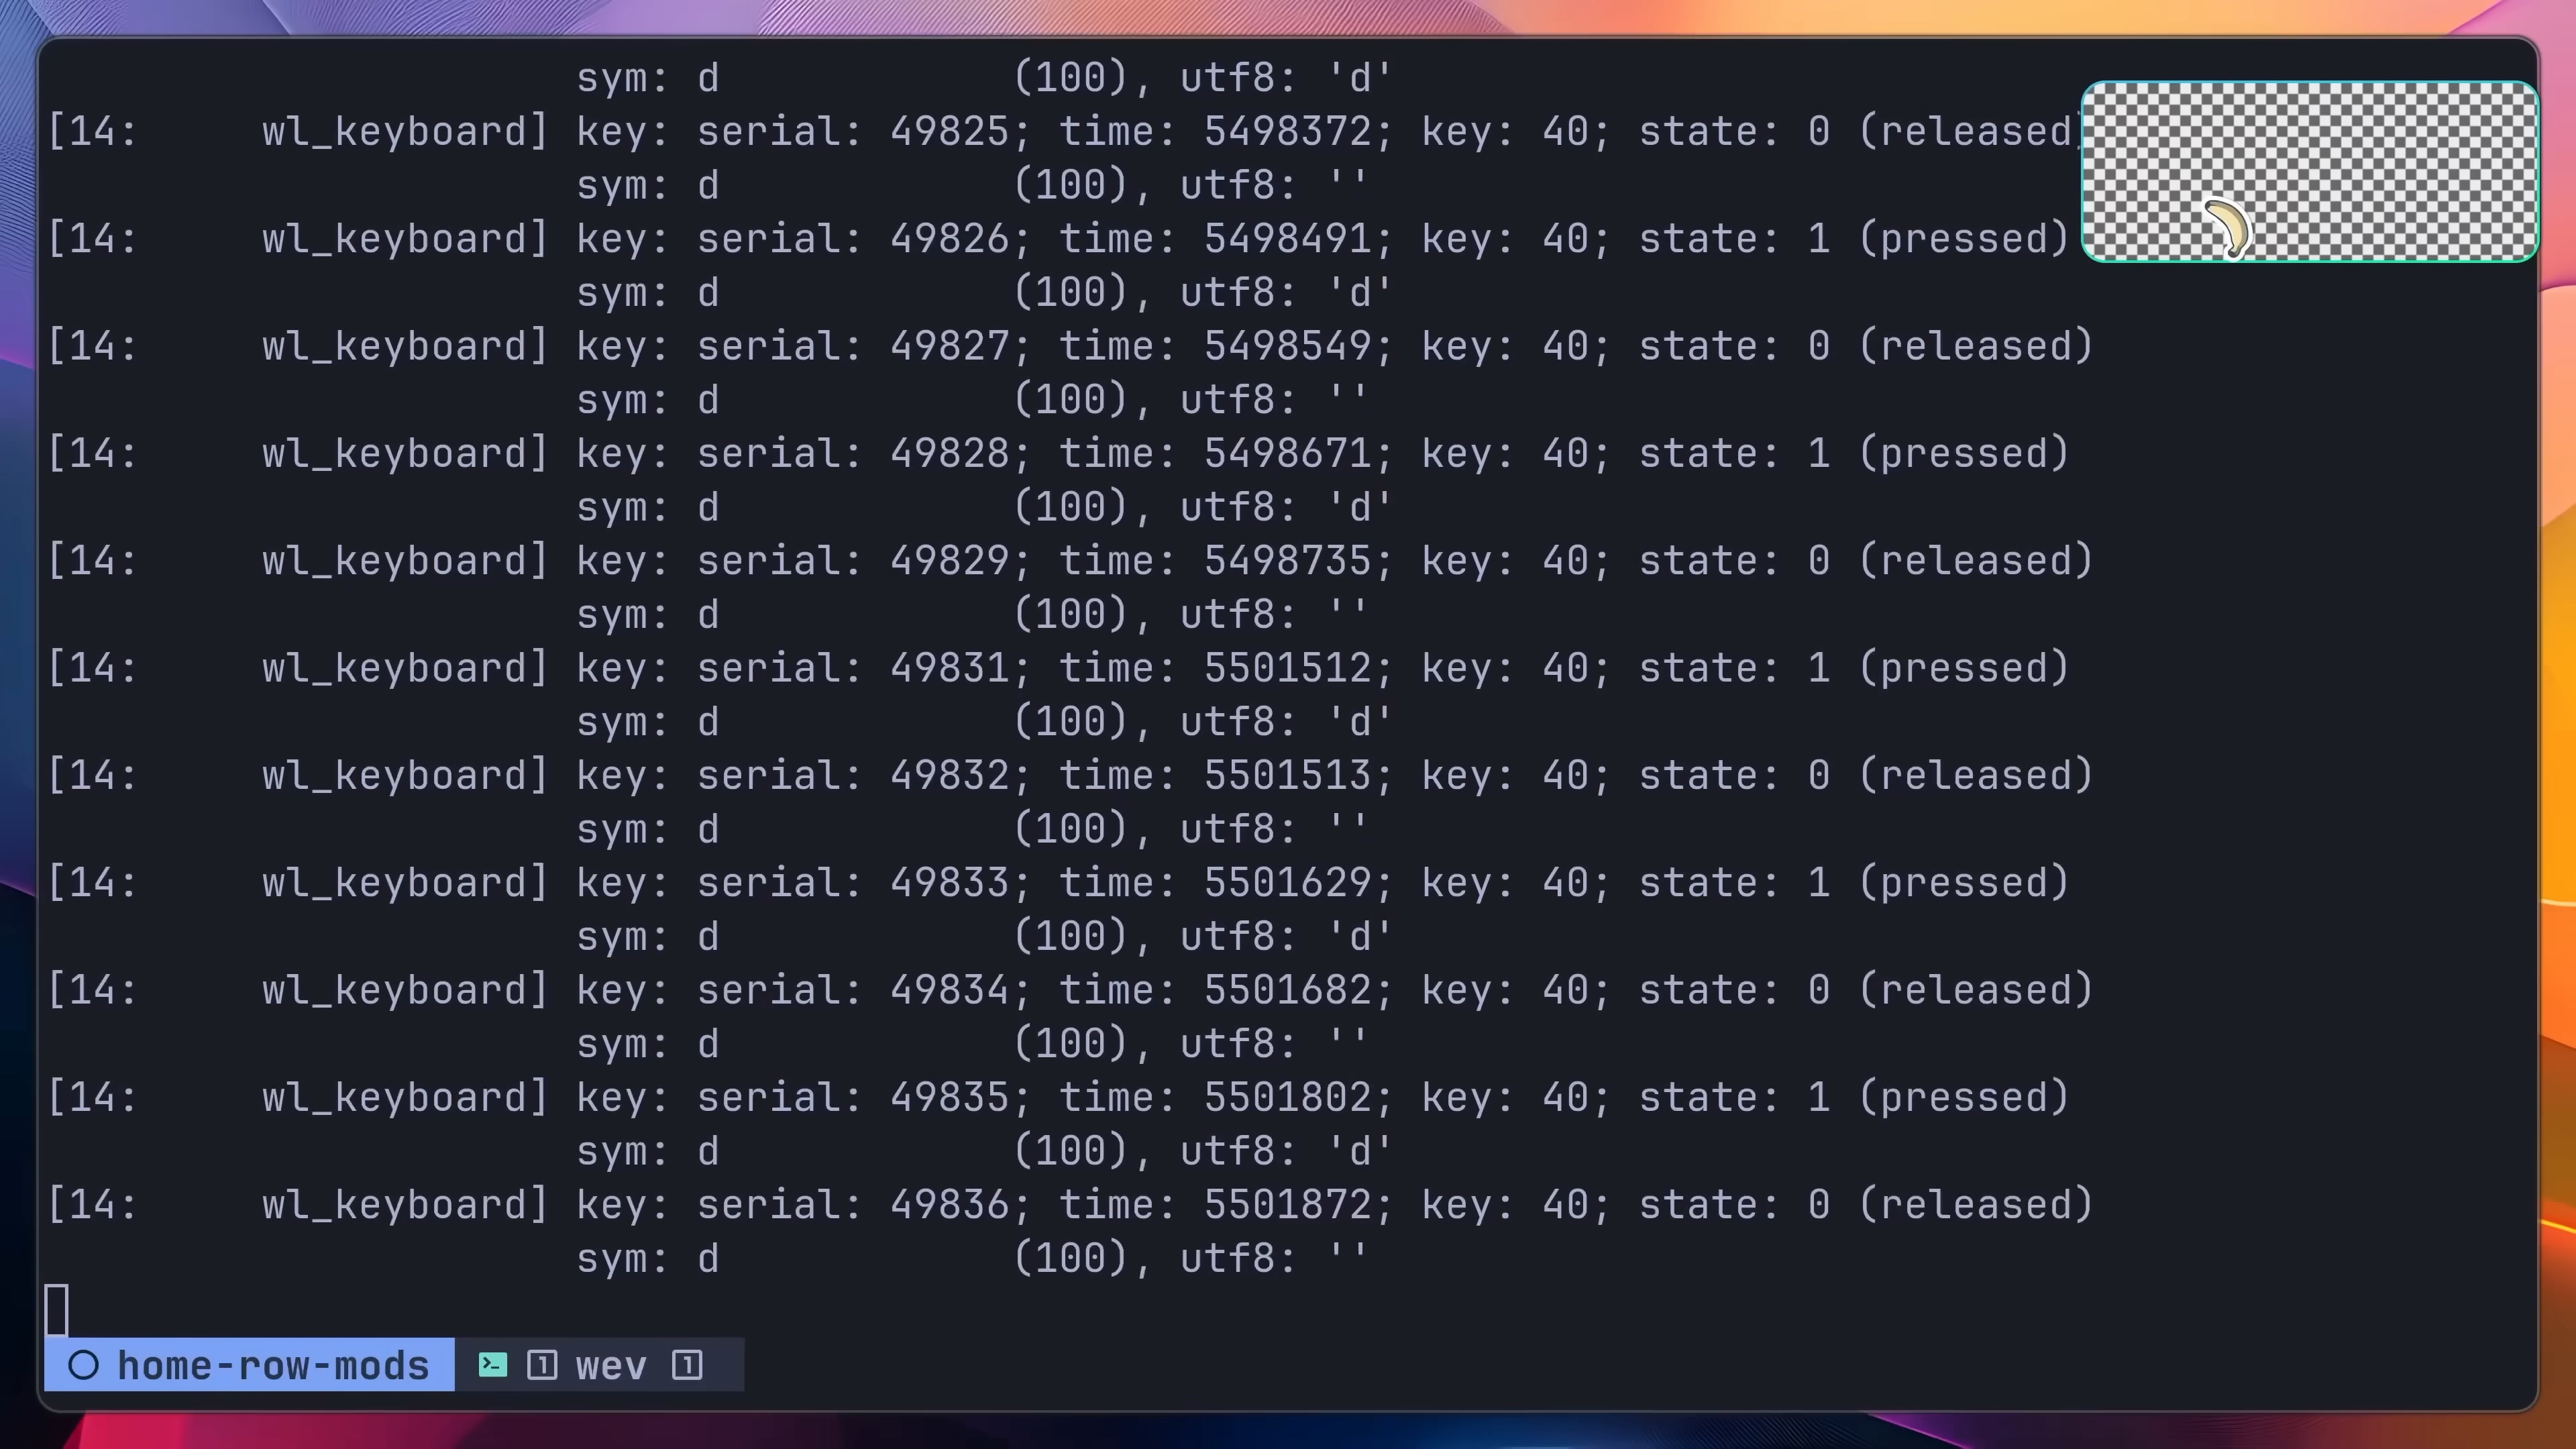 sym: d (100), utf8: 'd'
[14: wl_keyboard] key: serial: 49825; time: 5498372; key: 40; state: 0 (released)
sym: d (100), utf8: ''
[14: wl_keyboard] key: serial: 49826; time: 5498491; key: 40; state: 1 (pressed)
sym: d (100), utf8: 'd'
[14: wl_keyboard] key: serial: 49827; time: 5498549; key: 40; state: 0 (released)
sym: d (100), utf8: ''
[14: wl_keyboard] key: serial: 49828; time: 5498671; key: 40; state: 1 (pressed)
sym: d (100), utf8: 'd'
[14: wl_keyboard] key: serial: 49829; time: 5498735; key: 40; state: 0 (released)
sym: d (100), utf8: ''
[14: wl_keyboard] key: serial: 49831; time: 5501512; key: 40; state: 1 (pressed)
sym: d (100), utf8: 'd'
[14: wl_keyboard] key: serial: 49832; time: 5501513; key: 40; state: 0 (released)
sym: d (100), utf8: ''
[14: wl_keyboard] key: serial: 49833; time: 5501629; key: 40; state: 1 (pressed)
sym: d (100), utf8: 'd'
[14: wl_keyboard] key: serial: 49834; time: 5501682; key: 40; state: 0 (released)
sym: d (100), utf8: ''
[14: wl_keyboard] key: serial: 49835; time: 5501802; key: 40; state: 1 (pressed)
sym: d (100), utf8: 'd'
[14: wl_keyboard] key: serial: 49836; time: 5501872; key: 40; state: 0 (released)
sym: d (100), utf8: ''
home-row-mods 1 wev 1